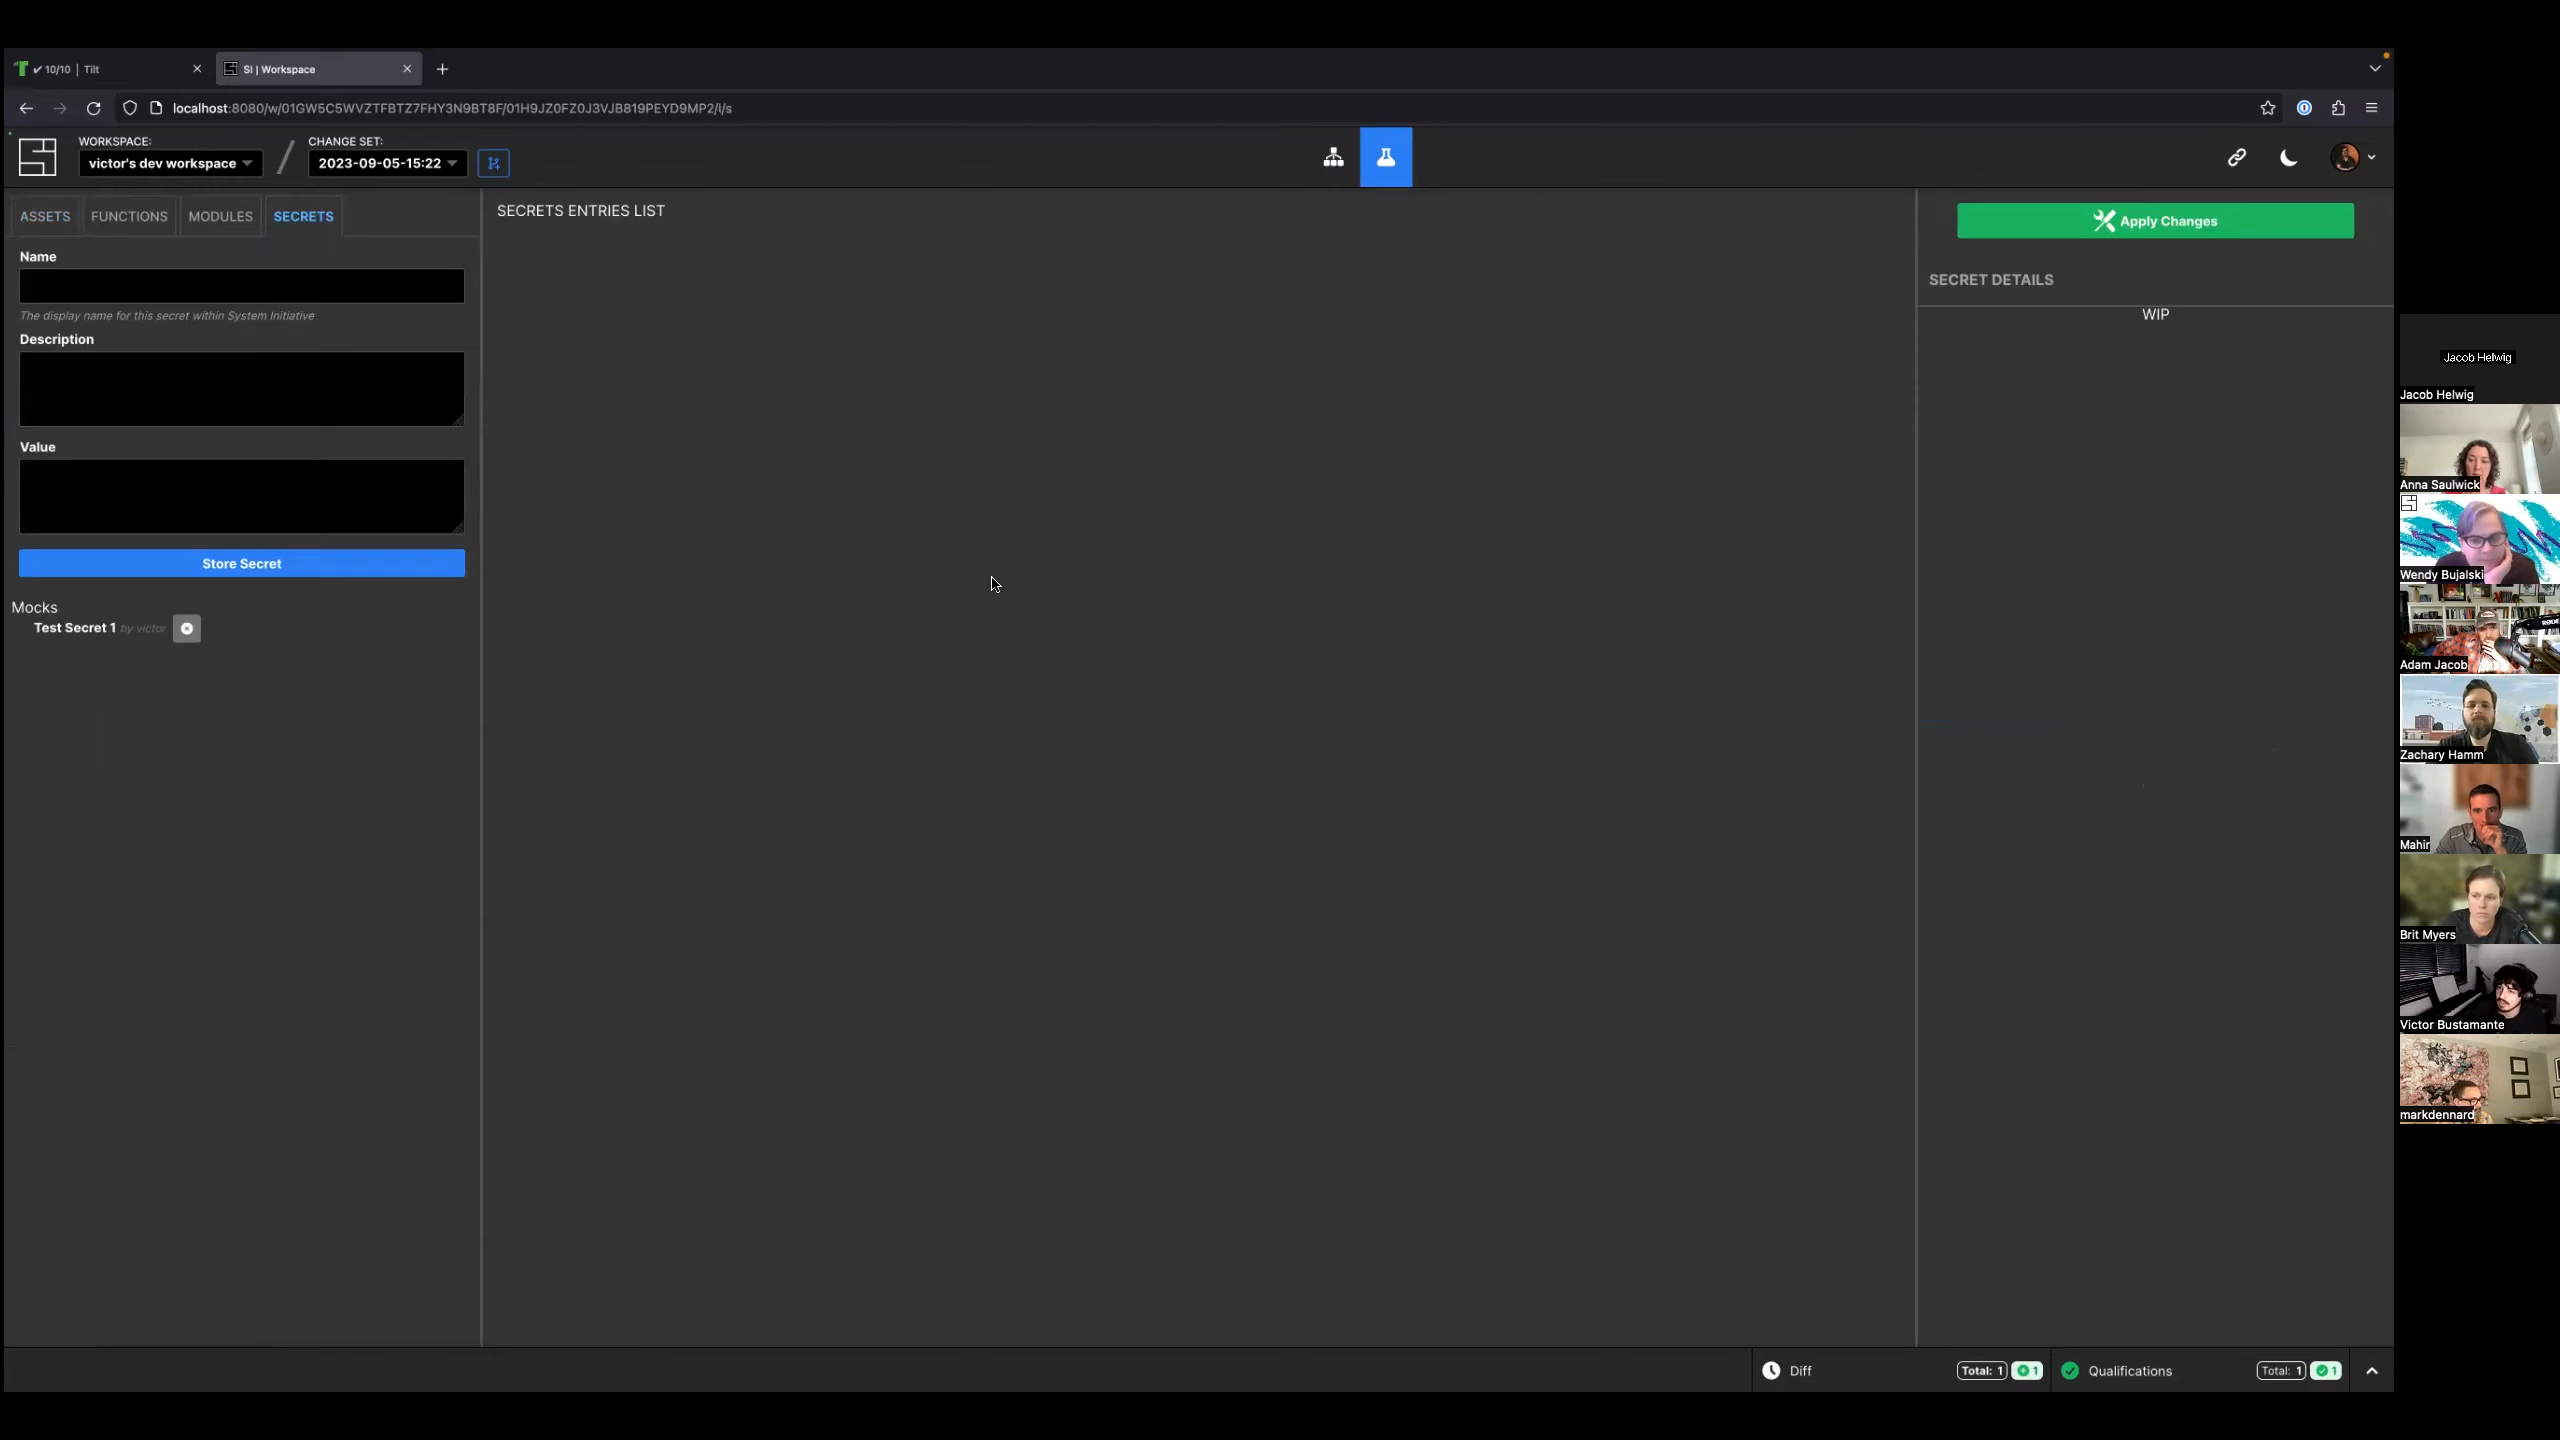 ✔ 10/10 | Tilt
SI | Workspace
localhost:8080/w/01GW5C5WVZTFBTZ7FHY3N9BT8F/01H9JZ0FZ0J3VJB819PEYD9MP2/l/s
WORKSPACE:
victor's dev workspace
CHANGE SET:
2023-09-05-15:22
ASSETS
FUNCTIONS
MODULES
SECRETS
Name
The display name for this secret within System Initiative
Description
Value
Store Secret
Mocks
Test Secret 1 by victor
SECRETS ENTRIES LIST
Apply Changes
SECRET DETAILS
WIP
Diff
Total: 1
1
Qualifications
Total: 1
1
Jacob Helwig
Jacob Helwig
Anna Saulwick
Wendy Bujalski
Adam Jacob
RØDE
Zachary Hamm
Mahir
Brit Myers
Victor Bustamante
markdennard